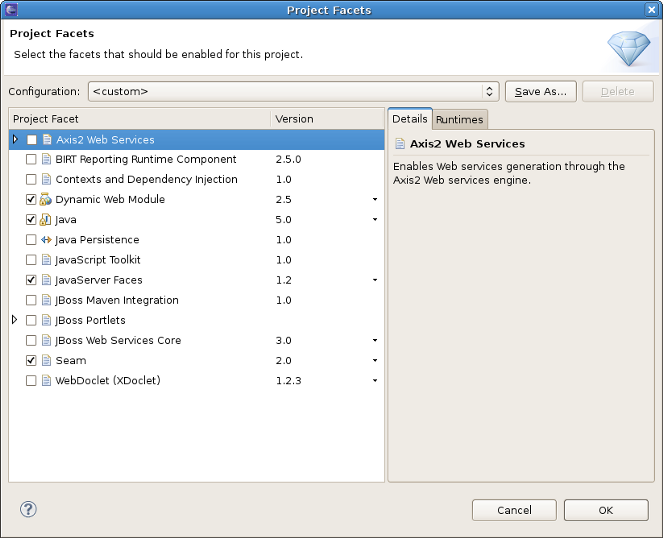 Project Facets
Project Facets
Select the facets that should be enabled for this project.
Configuration: <custom> Save As... Delete
Project Facet Version
Axis2 Web Services
BIRT Reporting Runtime Component 2.5.0
Contexts and Dependency Injection 1.0
Dynamic Web Module 2.5
Java 5.0
Java Persistence 1.0
JavaScript Toolkit 1.0
JavaServer Faces 1.2
JBoss Maven Integration 1.0
JBoss Portlets
JBoss Web Services Core 3.0
Seam 2.0
WebDoclet (XDoclet) 1.2.3
Details Runtimes
Axis2 Web Services
Enables Web services generation through the
Axis2 Web services engine.
? Cancel OK